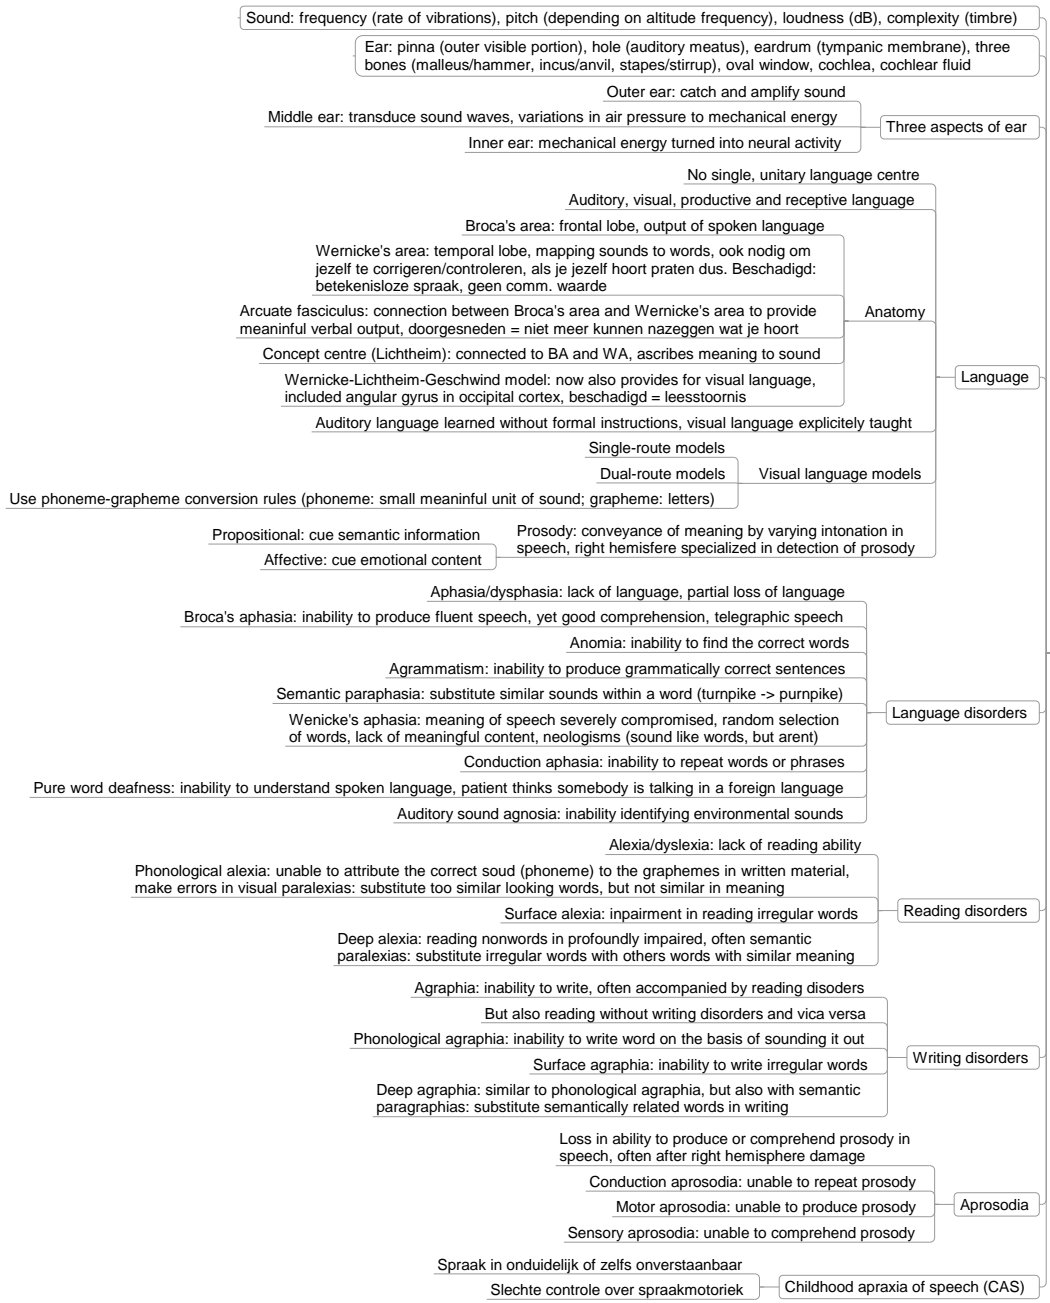 Sound: frequency (rate of vibrations), pitch (depending on altitude frequency), loudness (dB), complexity (timbre)
Ear: pinna (outer visible portion), hole (auditory meatus), eardrum (tympanic membrane), three
bones (malleus/hammer, incus/anvil, stapes/stirrup), oval window, cochlea, cochlear fluid
Outer ear: catch and amplify sound
Middle ear: transduce sound waves, variations in air pressure to mechanical energy
Three aspects of ear
Inner ear: mechanical energy turned into neural activity
No single, unitary language centre
Auditory, visual, productive and receptive language
Broca's area: frontal lobe, output of spoken language
Wernicke's area: temporal lobe, mapping sounds to words, ook nodig om
jezelf te corrigeren/controleren, als je jezelf hoort praten dus. Beschadigd:
betekenisloze spraak, geen comm. waarde
Arcuate fasciculus: connection between Broca's area and Wernicke's area to provide
meaninful verbal output, doorgesneden = niet meer kunnen nazeggen wat je hoort
Anatomy
Concept centre (Lichtheim): connected to BA and WA, ascribes meaning to sound
Wernicke-Lichtheim-Geschwind model: now also provides for visual language,
included angular gyrus in occipital cortex, beschadigd = leesstoornis
Language
Auditory language learned without formal instructions, visual language explicitely taught
Single-route models
Dual-route models
Visual language models
Use phoneme-grapheme conversion rules (phoneme: small meaninful unit of sound; grapheme: letters)
Propositional: cue semantic information
Affective: cue emotional content
Prosody: conveyance of meaning by varying intonation in
speech, right hemisfere specialized in detection of prosody
Aphasia/dysphasia: lack of language, partial loss of language
Broca's aphasia: inability to produce fluent speech, yet good comprehension, telegraphic speech
Anomia: inability to find the correct words
Agrammatism: inability to produce grammatically correct sentences
Semantic paraphasia: substitute similar sounds within a word (turnpike -> purnpike)
Wenicke's aphasia: meaning of speech severely compromised, random selection
of words, lack of meaningful content, neologisms (sound like words, but arent)
Language disorders
Conduction aphasia: inability to repeat words or phrases
Pure word deafness: inability to understand spoken language, patient thinks somebody is talking in a foreign language
Auditory sound agnosia: inability identifying environmental sounds
Alexia/dyslexia: lack of reading ability
Phonological alexia: unable to attribute the correct soud (phoneme) to the graphemes in written material,
make errors in visual paralexias: substitute too similar looking words, but not similar in meaning
Surface alexia: inpairment in reading irregular words
Reading disorders
Deep alexia: reading nonwords in profoundly impaired, often semantic
paralexias: substitute irregular words with others words with similar meaning
Agraphia: inability to write, often accompanied by reading disoders
But also reading without writing disorders and vica versa
Phonological agraphia: inability to write word on the basis of sounding it out
Writing disorders
Surface agraphia: inability to write irregular words
Deep agraphia: similar to phonological agraphia, but also with semantic
paragraphias: substitute semantically related words in writing
Loss in ability to produce or comprehend prosody in
speech, often after right hemisphere damage
Conduction aprosodia: unable to repeat prosody
Motor aprosodia: unable to produce prosody
Aprosodia
Sensory aprosodia: unable to comprehend prosody
Spraak in onduidelijk of zelfs onverstaanbaar
Slechte controle over spraakmotoriek
Childhood apraxia of speech (CAS)